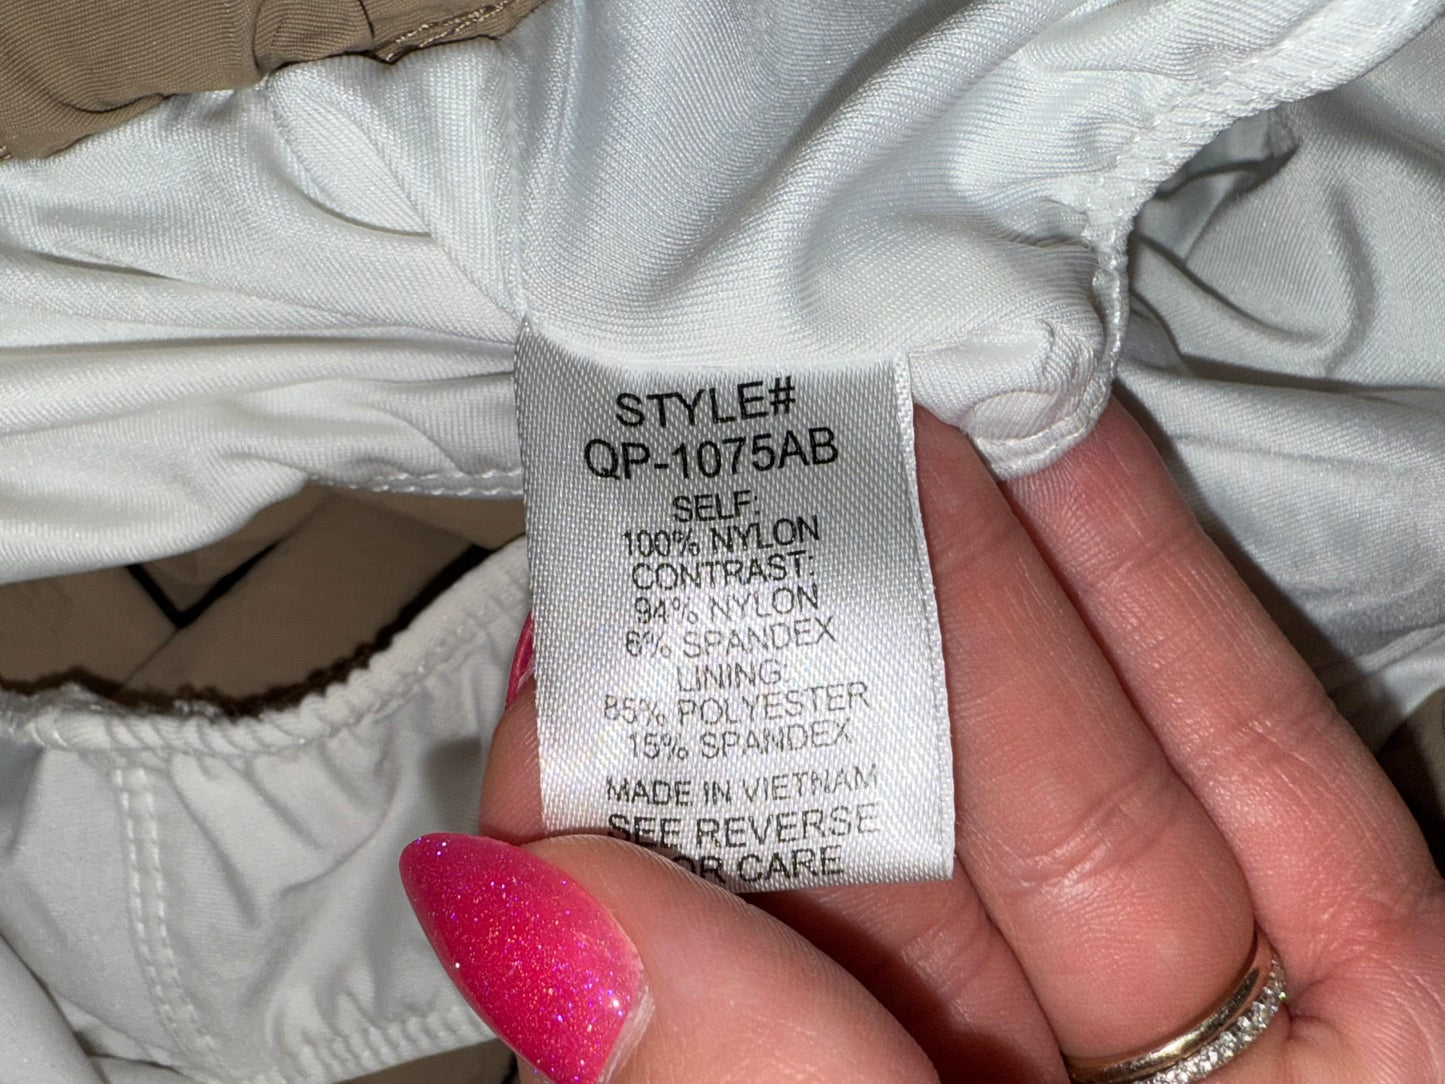 STYLE#
QP-1075AB
SELF:
100% NYLON
CONTRAST:
94% NYLON
6% SPANDEX
LINING:
85% POLYESTER
15% SPANDEX
MADE IN VIETNAM
SEE REVERSE
OR CARE